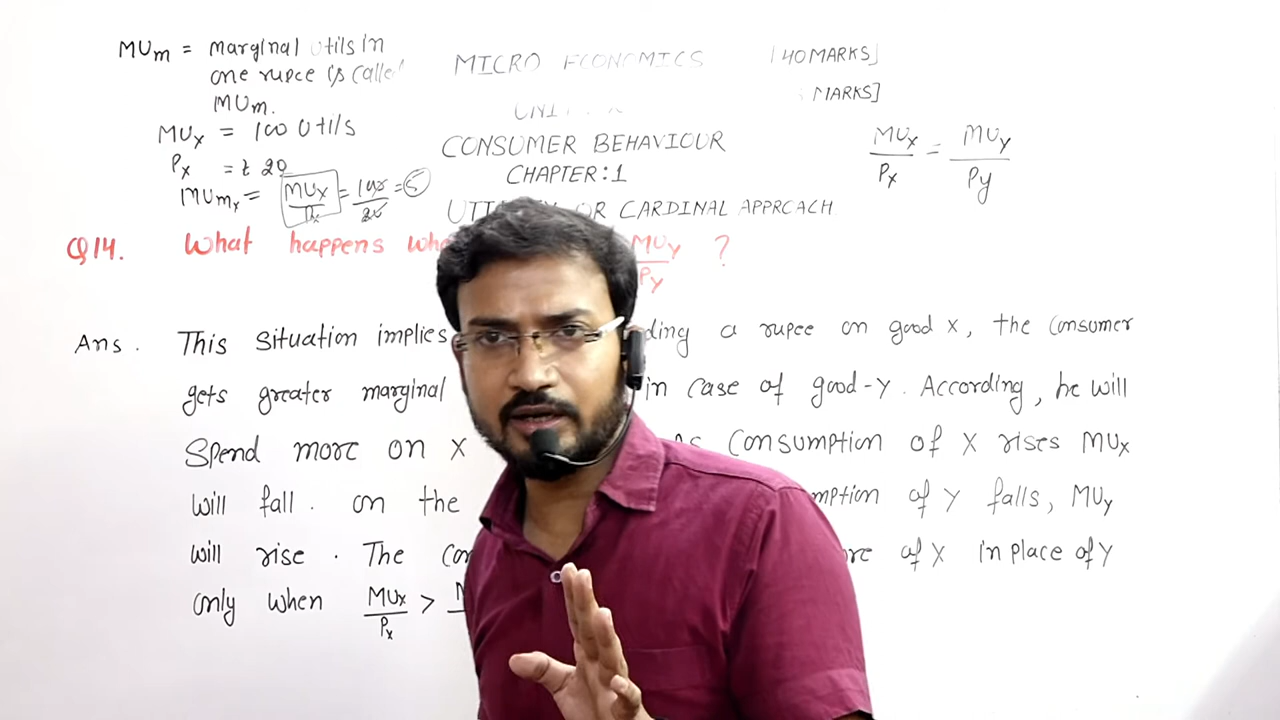 MUm = marginal utils in
one rupee is called
MUm.
MUx = 100 Utils
Px = ₹ 20
MUmx = MUx/Px = 100/20 = 5
MICRO ECONOMICS [40 MARKS]
MARKS]
CONSUMER BEHAVIOUR
CHAPTER:1
UTILITY OR CARDINAL APPRCACH
MUx/Px = MUy/Py
Q14. What happens MUy/Py ?
Ans. This Situation implies a rupee on good x, the Consumer
gets greater marginal in case of good-y. According, he will
Spend more on x Consumption of X rises MUx
will fall. on the of Y falls, MUy
will rise. The of X in place of Y
only when MUx/Px >